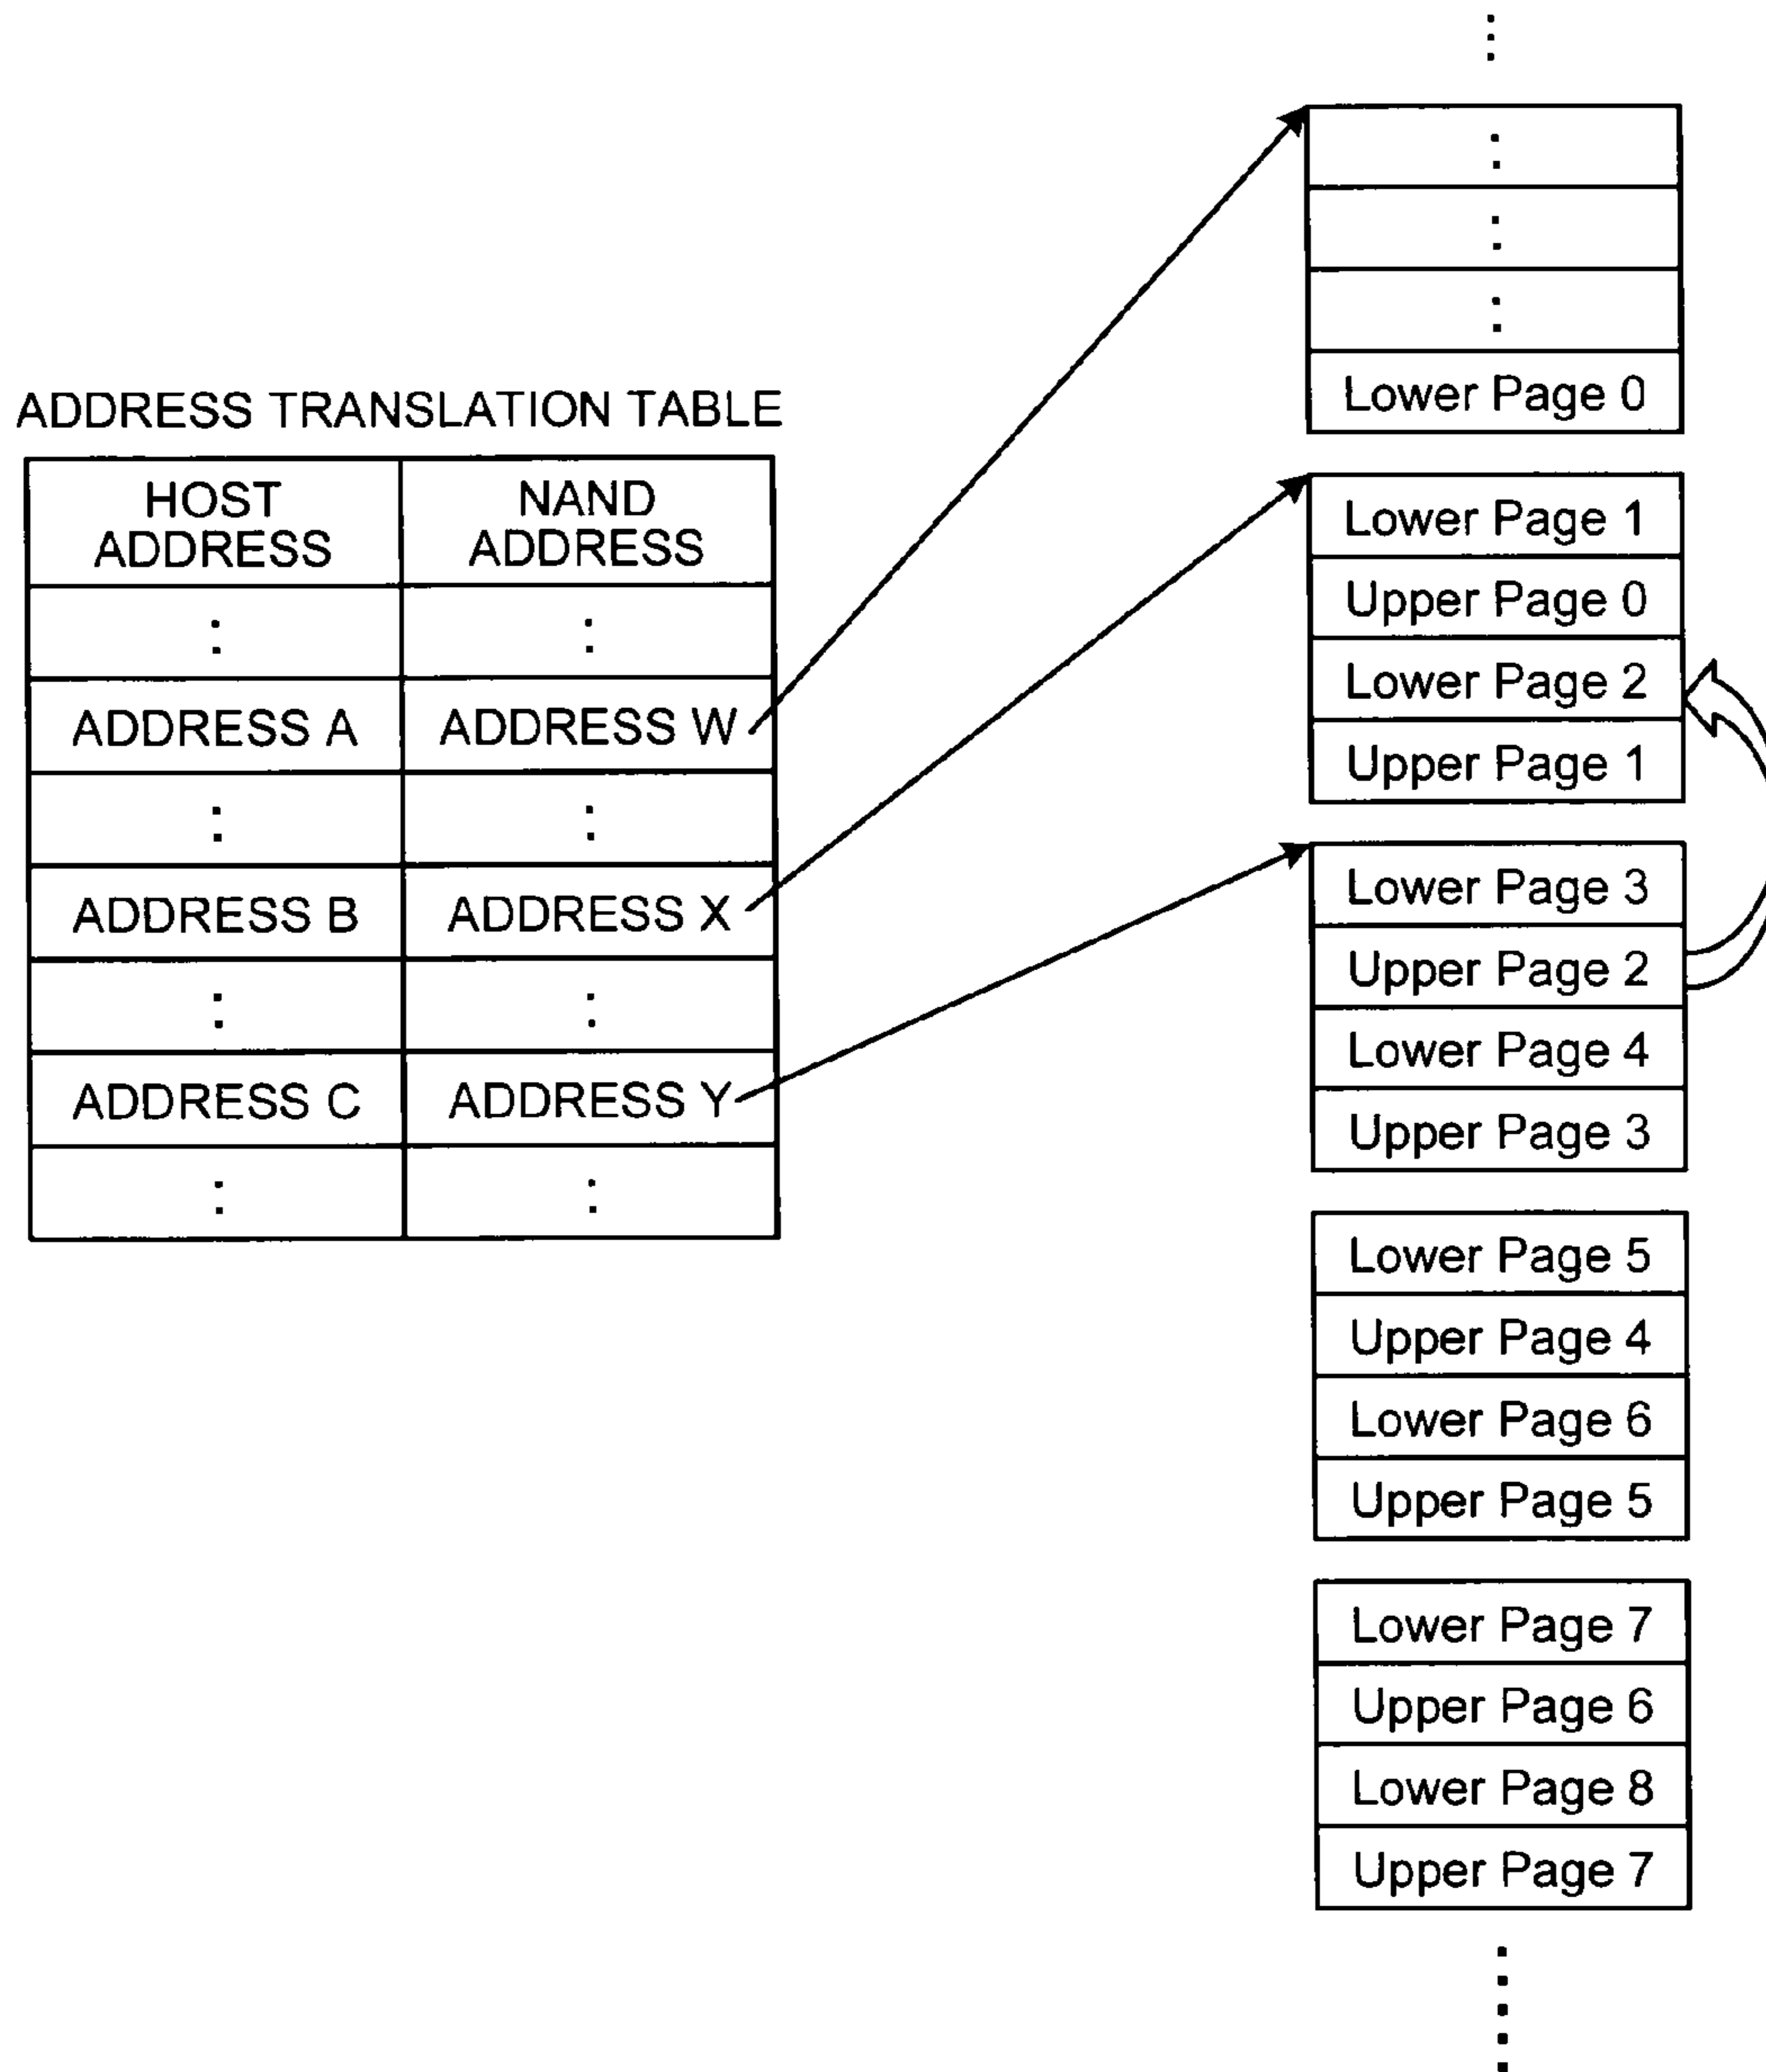 ADDRESS TRANSLATION TABLE
HOST ADDRESS
NAND ADDRESS
ADDRESS A
ADDRESS W
ADDRESS B
ADDRESS X
ADDRESS C
ADDRESS Y
Lower Page 0
Lower Page 1
Upper Page 0
Lower Page 2
Upper Page 1
Lower Page 3
Upper Page 2
Lower Page 4
Upper Page 3
Lower Page 5
Upper Page 4
Lower Page 6
Upper Page 5
Lower Page 7
Upper Page 6
Lower Page 8
Upper Page 7